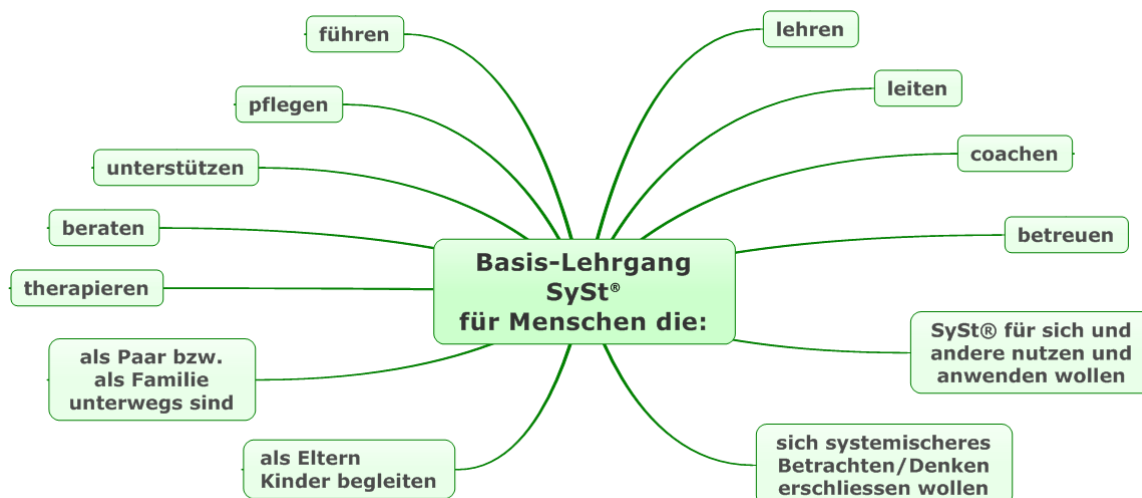 führen
pflegen
unterstützen
beraten
therapieren
als Paar bzw.
als Familie
unterwegs sind
als Eltern
Kinder begleiten
Basis-Lehrgang
SySt®
für Menschen die:
lehren
leiten
coachen
betreuen
SySt® für sich und
andere nutzen und
anwenden wollen
sich systemischeres
Betrachten/Denken
erschliessen wollen